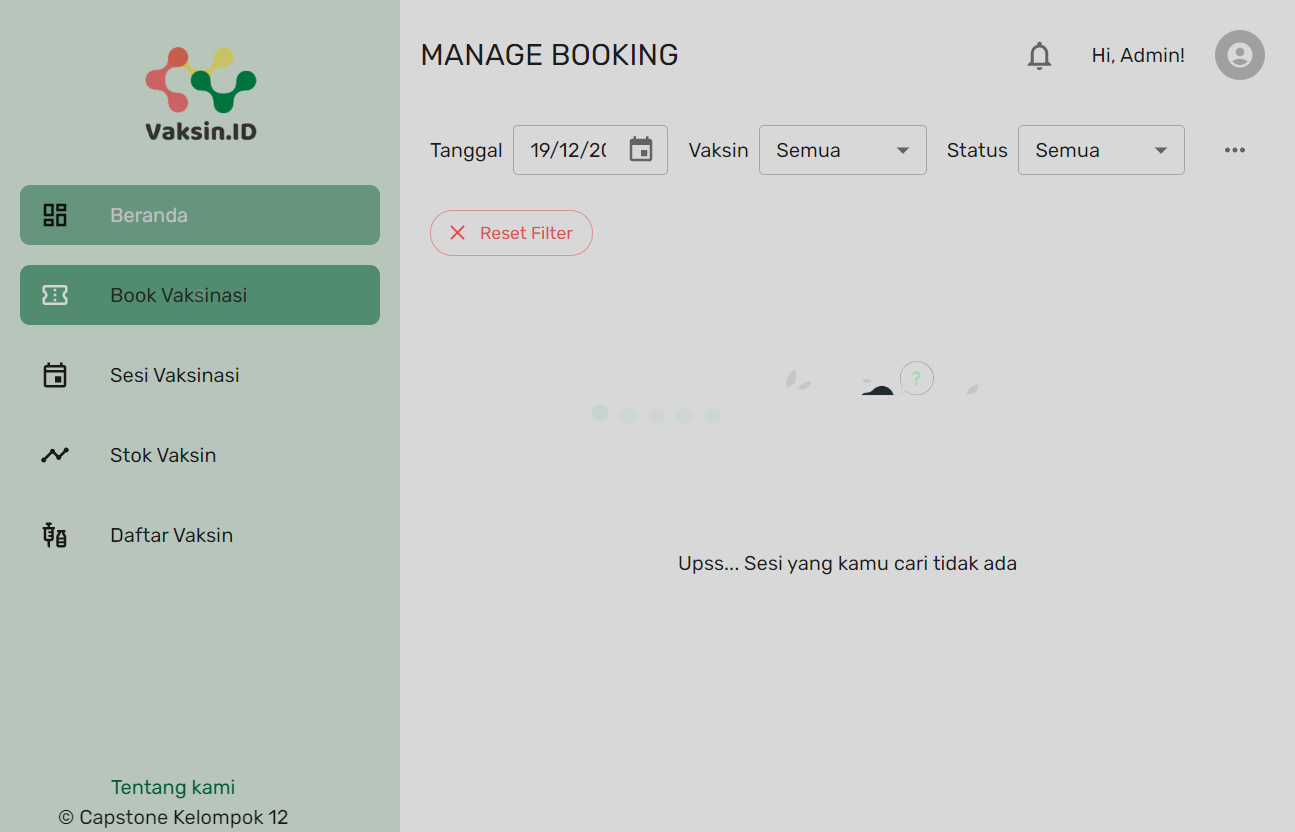 Vaksin.ID
Beranda
Book Vaksinasi
Sesi Vaksinasi
Stok Vaksin
Daftar Vaksin
Tentang kami
© Capstone Kelompok 12
MANAGE BOOKING
Hi, Admin!
Tanggal 19/12/20 Vaksin Semua Status Semua
Reset Filter
?
Upss... Sesi yang kamu cari tidak ada